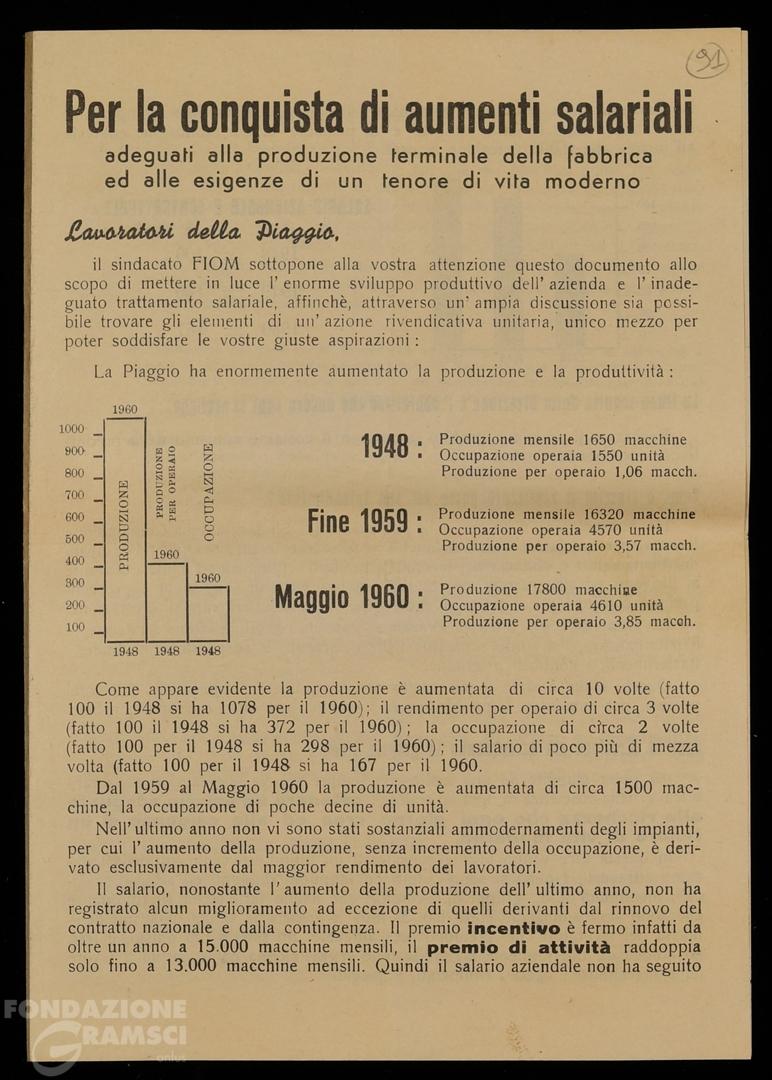 91
Per la conquista di aumenti salariali
adeguati alla produzione terminale della fabbrica
ed alle esigenze di un tenore di vita moderno
Lavoratori della Piaggio,
il sindacato FIOM sottopone alla vostra attenzione questo documento allo
scopo di mettere in luce l'enorme sviluppo produttivo dell'azienda e l'inade-
guato trattamento salariale, affinchè, attraverso un'ampia discussione sia possi-
bile trovare gli elementi di un'azione rivendicativa unitaria, unico mezzo per
poter soddisfare le vostre giuste aspirazioni :
La Piaggio ha enormemente aumentato la produzione e la produttività :
1960
1000
900
800
700
600
500
400
300
200
100
PRODUZIONE
PRODUZIONE
PER OPERAIO
OCCUPAZIONE
1960
1960
1948 1948 1948
1948 : Produzione mensile 1650 macchine
Occupazione operaia 1550 unità
Produzione per operaio 1,06 macch.
Fine 1959 : Produzione mensile 16320 macchine
Occupazione operaia 4570 unità
Produzione per operaio 3,57 macch.
Maggio 1960 : Produzione 17800 macchine
Occupazione operaia 4610 unità
Produzione per operaio 3,85 macch.
Come appare evidente la produzione è aumentata di circa 10 volte (fatto
100 il 1948 si ha 1078 per il 1960) ; il rendimento per operaio di circa 3 volte
(fatto 100 il 1948 si ha 372 per il 1960) ; la occupazione di circa 2 volte
(fatto 100 per il 1948 si ha 298 per il 1960) ; il salario di poco più di mezza
volta (fatto 100 per il 1948 si ha 167 per il 1960.
Dal 1959 al Maggio 1960 la produzione è aumentata di circa 1500 mac-
chine, la occupazione di poche decine di unità.
Nell'ultimo anno non vi sono stati sostanziali ammodernamenti degli impianti,
per cui l'aumento della produzione, senza incremento della occupazione, è deri-
vato esclusivamente dal maggior rendimento dei lavoratori.
Il salario, nonostante l'aumento della produzione dell'ultimo anno, non ha
registrato alcun miglioramento ad eccezione di quelli derivanti dal rinnovo del
contratto nazionale e dalla contingenza. Il premio incentivo è fermo infatti da
oltre un anno a 15.000 macchine mensili, il premio di attività raddoppia
solo fino a 13.000 macchine mensili. Quindi il salario aziendale non ha seguito
FONDAZIONE
GRAMSCI
onlus